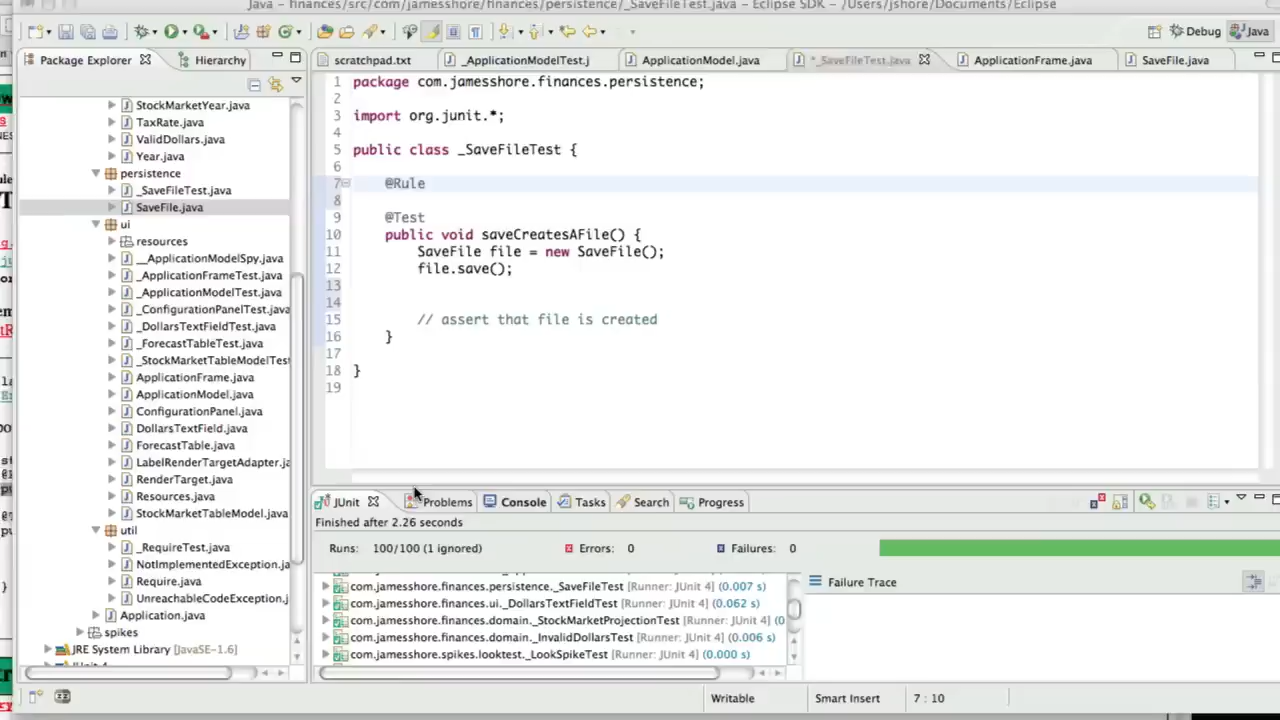 Java – finances/src/com/jamesshore/finances/persistence/_SaveFileTest.java – Eclipse SDK – /Users/jshore/Documents/Eclipse
Debug
Java
Package Explorer
Hierarchy
scratchpad.txt
_ApplicationModelTest.j
ApplicationModel.java
*_SaveFileTest.java
ApplicationFrame.java
SaveFile.java
StockMarketYear.java
TaxRate.java
ValidDollars.java
Year.java
persistence
_SaveFileTest.java
SaveFile.java
ui
resources
__ApplicationModelSpy.java
_ApplicationFrameTest.java
_ApplicationModelTest.java
_ConfigurationPanelTest.java
_DollarsTextFieldTest.java
_ForecastTableTest.java
_StockMarketTableModelTest
ApplicationFrame.java
ApplicationModel.java
ConfigurationPanel.java
DollarsTextField.java
ForecastTable.java
LabelRenderTargetAdapter.ja
RenderTarget.java
Resources.java
StockMarketTableModel.java
util
_RequireTest.java
NotImplementedException.ja
Require.java
UnreachableCodeException.j
Application.java
spikes
JRE System Library [JavaSE-1.6]
1 package com.jamesshore.finances.persistence;
2
3 import org.junit.*;
4
5 public class _SaveFileTest {
6
7 @Rule
8
9 @Test
10 public void saveCreatesAFile() {
11 SaveFile file = new SaveFile();
12 file.save();
13
14
15 // assert that file is created
16 }
17
18 }
19
JUnit
Problems
Console
Tasks
Search
Progress
Finished after 2.26 seconds
Runs: 100/100 (1 ignored)
Errors: 0
Failures: 0
com.jamesshore.finances.persistence._SaveFileTest [Runner: JUnit 4] (0.007 s)
com.jamesshore.finances.ui._DollarsTextFieldTest [Runner: JUnit 4] (0.062 s)
com.jamesshore.finances.domain._StockMarketProjectionTest [Runner: JUnit 4] (0
com.jamesshore.finances.domain._InvalidDollarsTest [Runner: JUnit 4] (0.006 s)
com.jamesshore.spikes.looktest._LookSpikeTest [Runner: JUnit 4] (0.000 s)
Failure Trace
Writable
Smart Insert
7 : 10